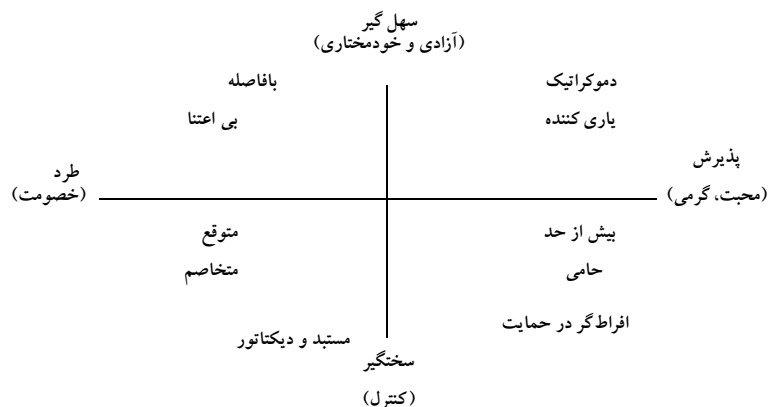 سهل گیر
(آزادی و خودمختاری)
دموکراتیک
بافاصله
یاری کننده
بی اعتنا
پذیرش
(محبت، گرمی)
طرد
(خصومت)
بیش از حد
متوقع
حامی
متخاصم
افراط‌گر در حمایت
مستبد و دیکتاتور
سختگیر
(کنترل)